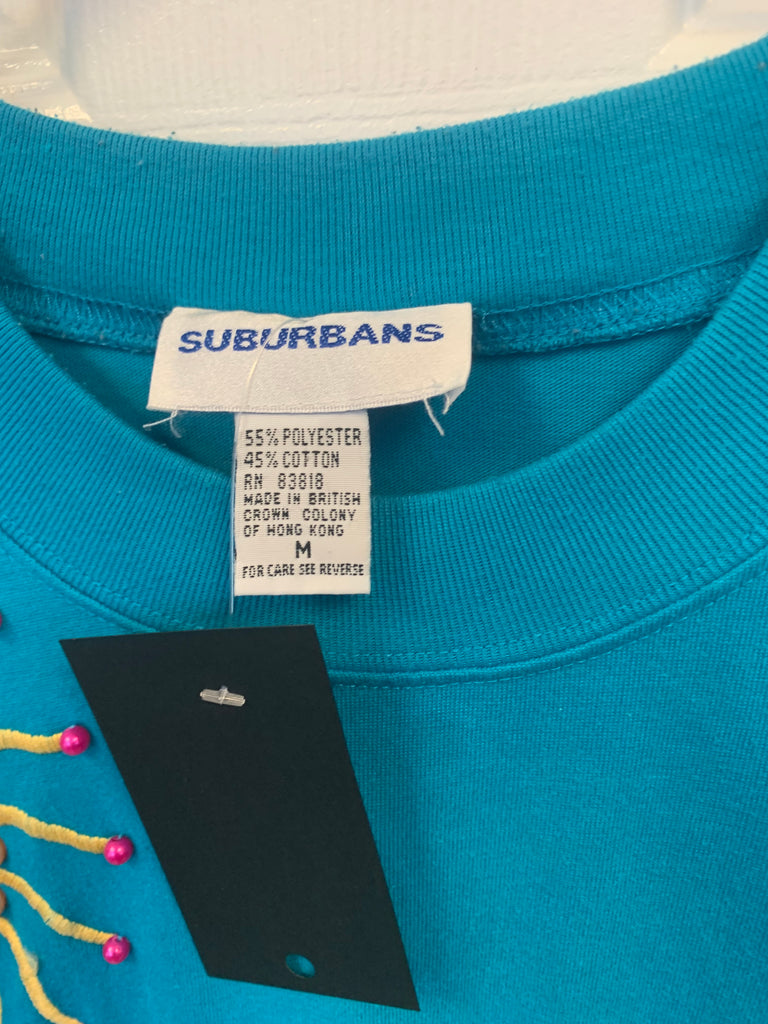 SUBURBANS
55% POLYESTER
45% COTTON
RN 83818
MADE IN BRITISH
CROWN COLONY
OF HONG KONG
M
FOR CARE SEE REVERSE